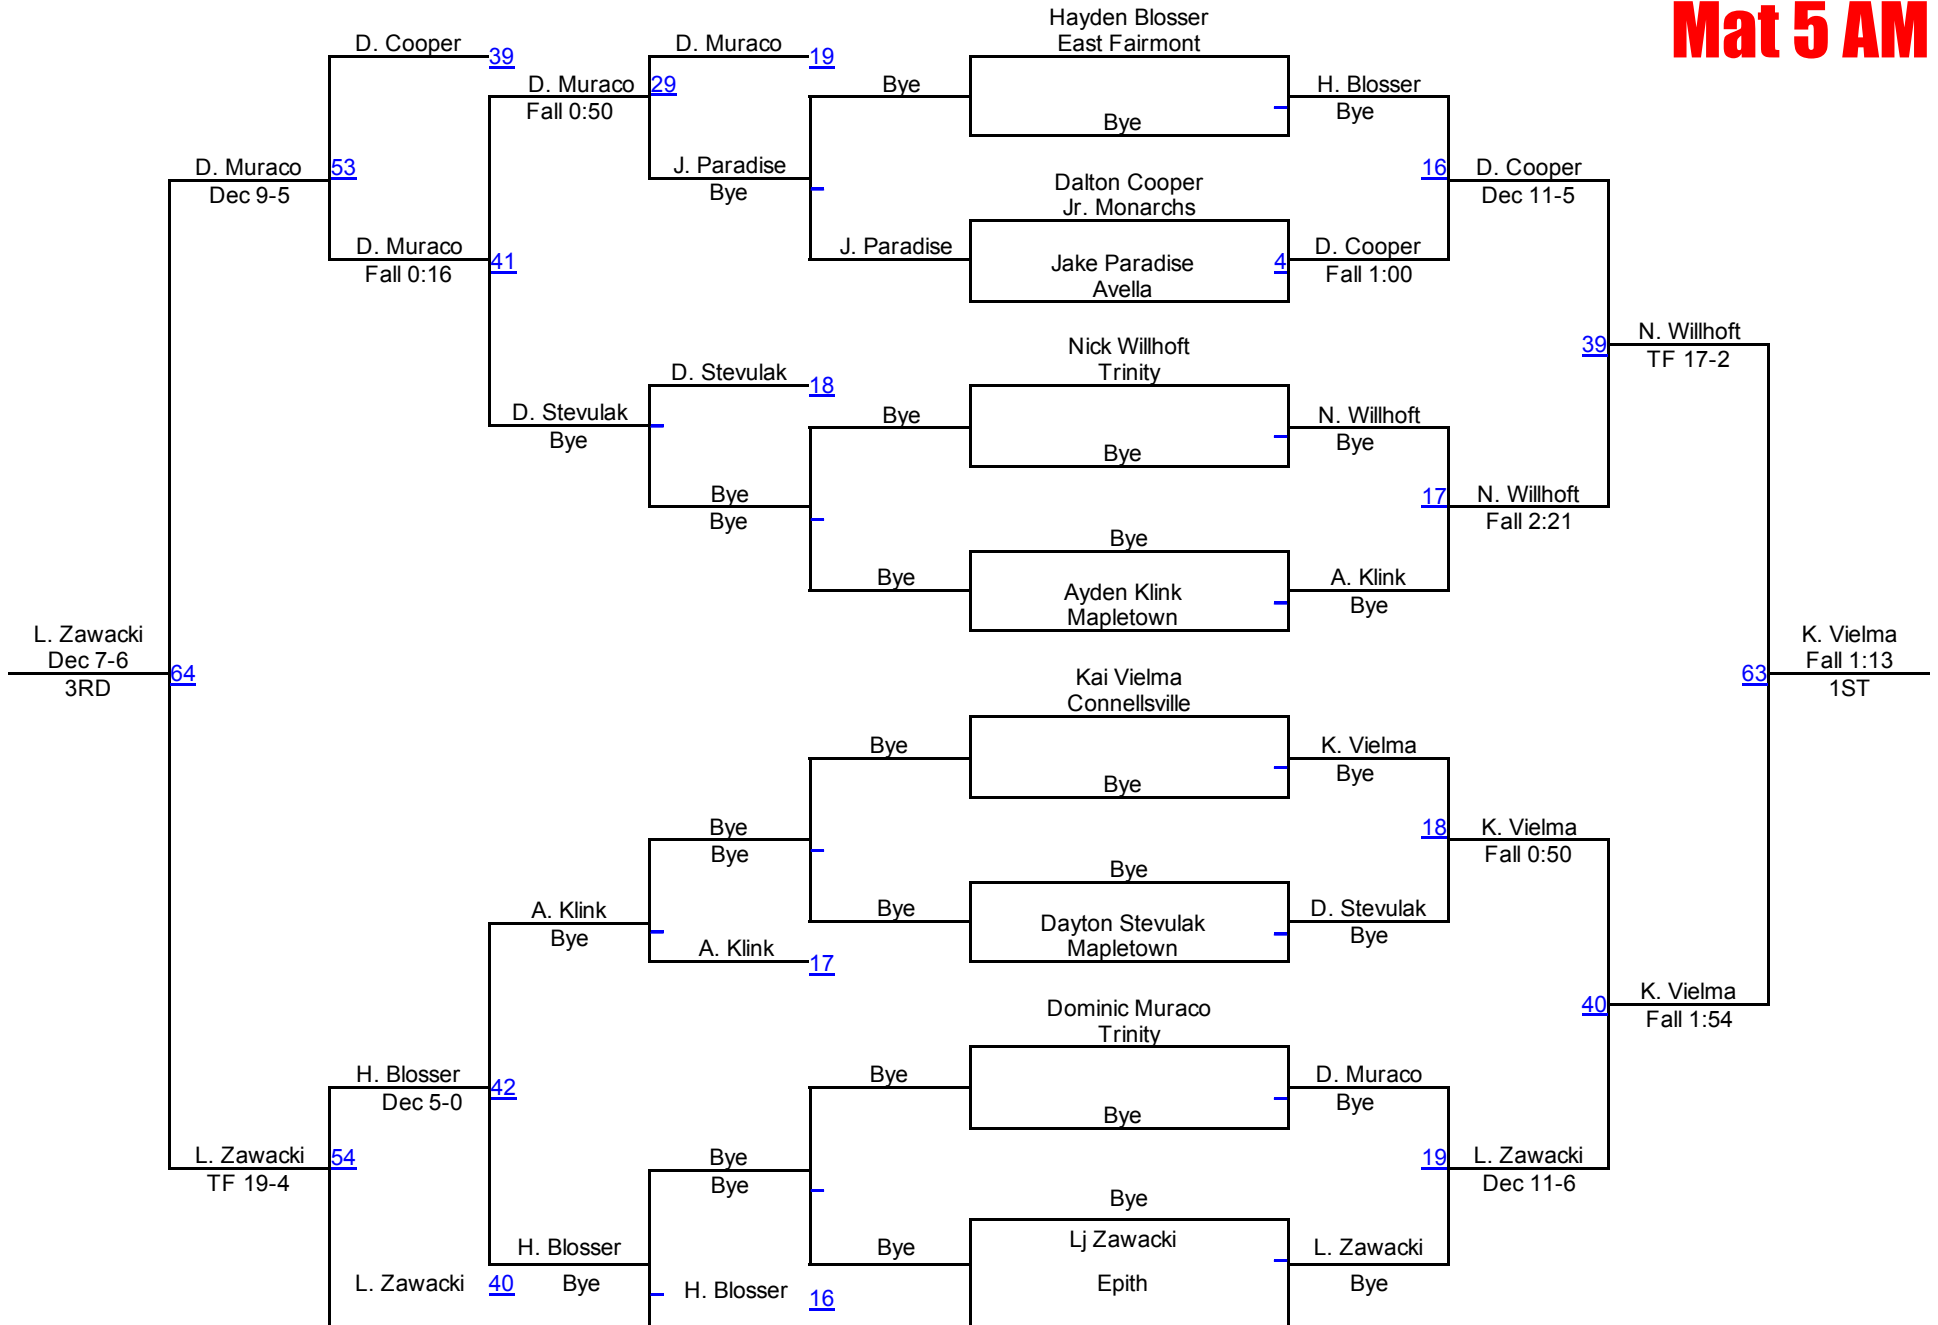 Mat 5 AM
Hayden Blosser
D. Cooper
D. Muraco
East Fairmont
39
19
D. Muraco
29
Bye
H. Blosser
Fall 0:50
Bye
Bye
D. Muraco
53
J. Paradise
16
D. Cooper
Dec 9-5
Bye
Dalton Cooper
Dec 11-5
Jr. Monarchs
D. Muraco
J. Paradise
D. Cooper
41
Jake Paradise
4
Fall 0:16
Avella
Fall 1:00
Nick Willhoft
39
N. Willhoft
D. Stevulak
Trinity
TF 17-2
18
D. Stevulak
Bye
N. Willhoft
Bye
Bye
Bye
Bye
17
N. Willhoft
Bye
Fall 2:21
Bye
Bye
Ayden Klink
A. Klink
Mapletown
Bye
L. Zawacki
K. Vielma
Dec 7-6
Fall 1:13
64
Kai Vielma
63
3RD
Connellsville
1ST
Bye
K. Vielma
Bye
Bye
Bye
18
K. Vielma
Bye
Fall 0:50
Bye
A. Klink
Bye
Dayton Stevulak
D. Stevulak
Bye
A. Klink
Mapletown
Bye
17
Dominic Muraco
40
K. Vielma
Trinity
Fall 1:54
H. Blosser
42
Bye
D. Muraco
Dec 5-0
Bye
Bye
L. Zawacki
54
Bye
19
L. Zawacki
TF 19-4
Bye
Bye
Dec 11-6
H. Blosser
Bye
Lj Zawacki
L. Zawacki
L. Zawacki
40
Bye
H. Blosser
16
Epith
Bye